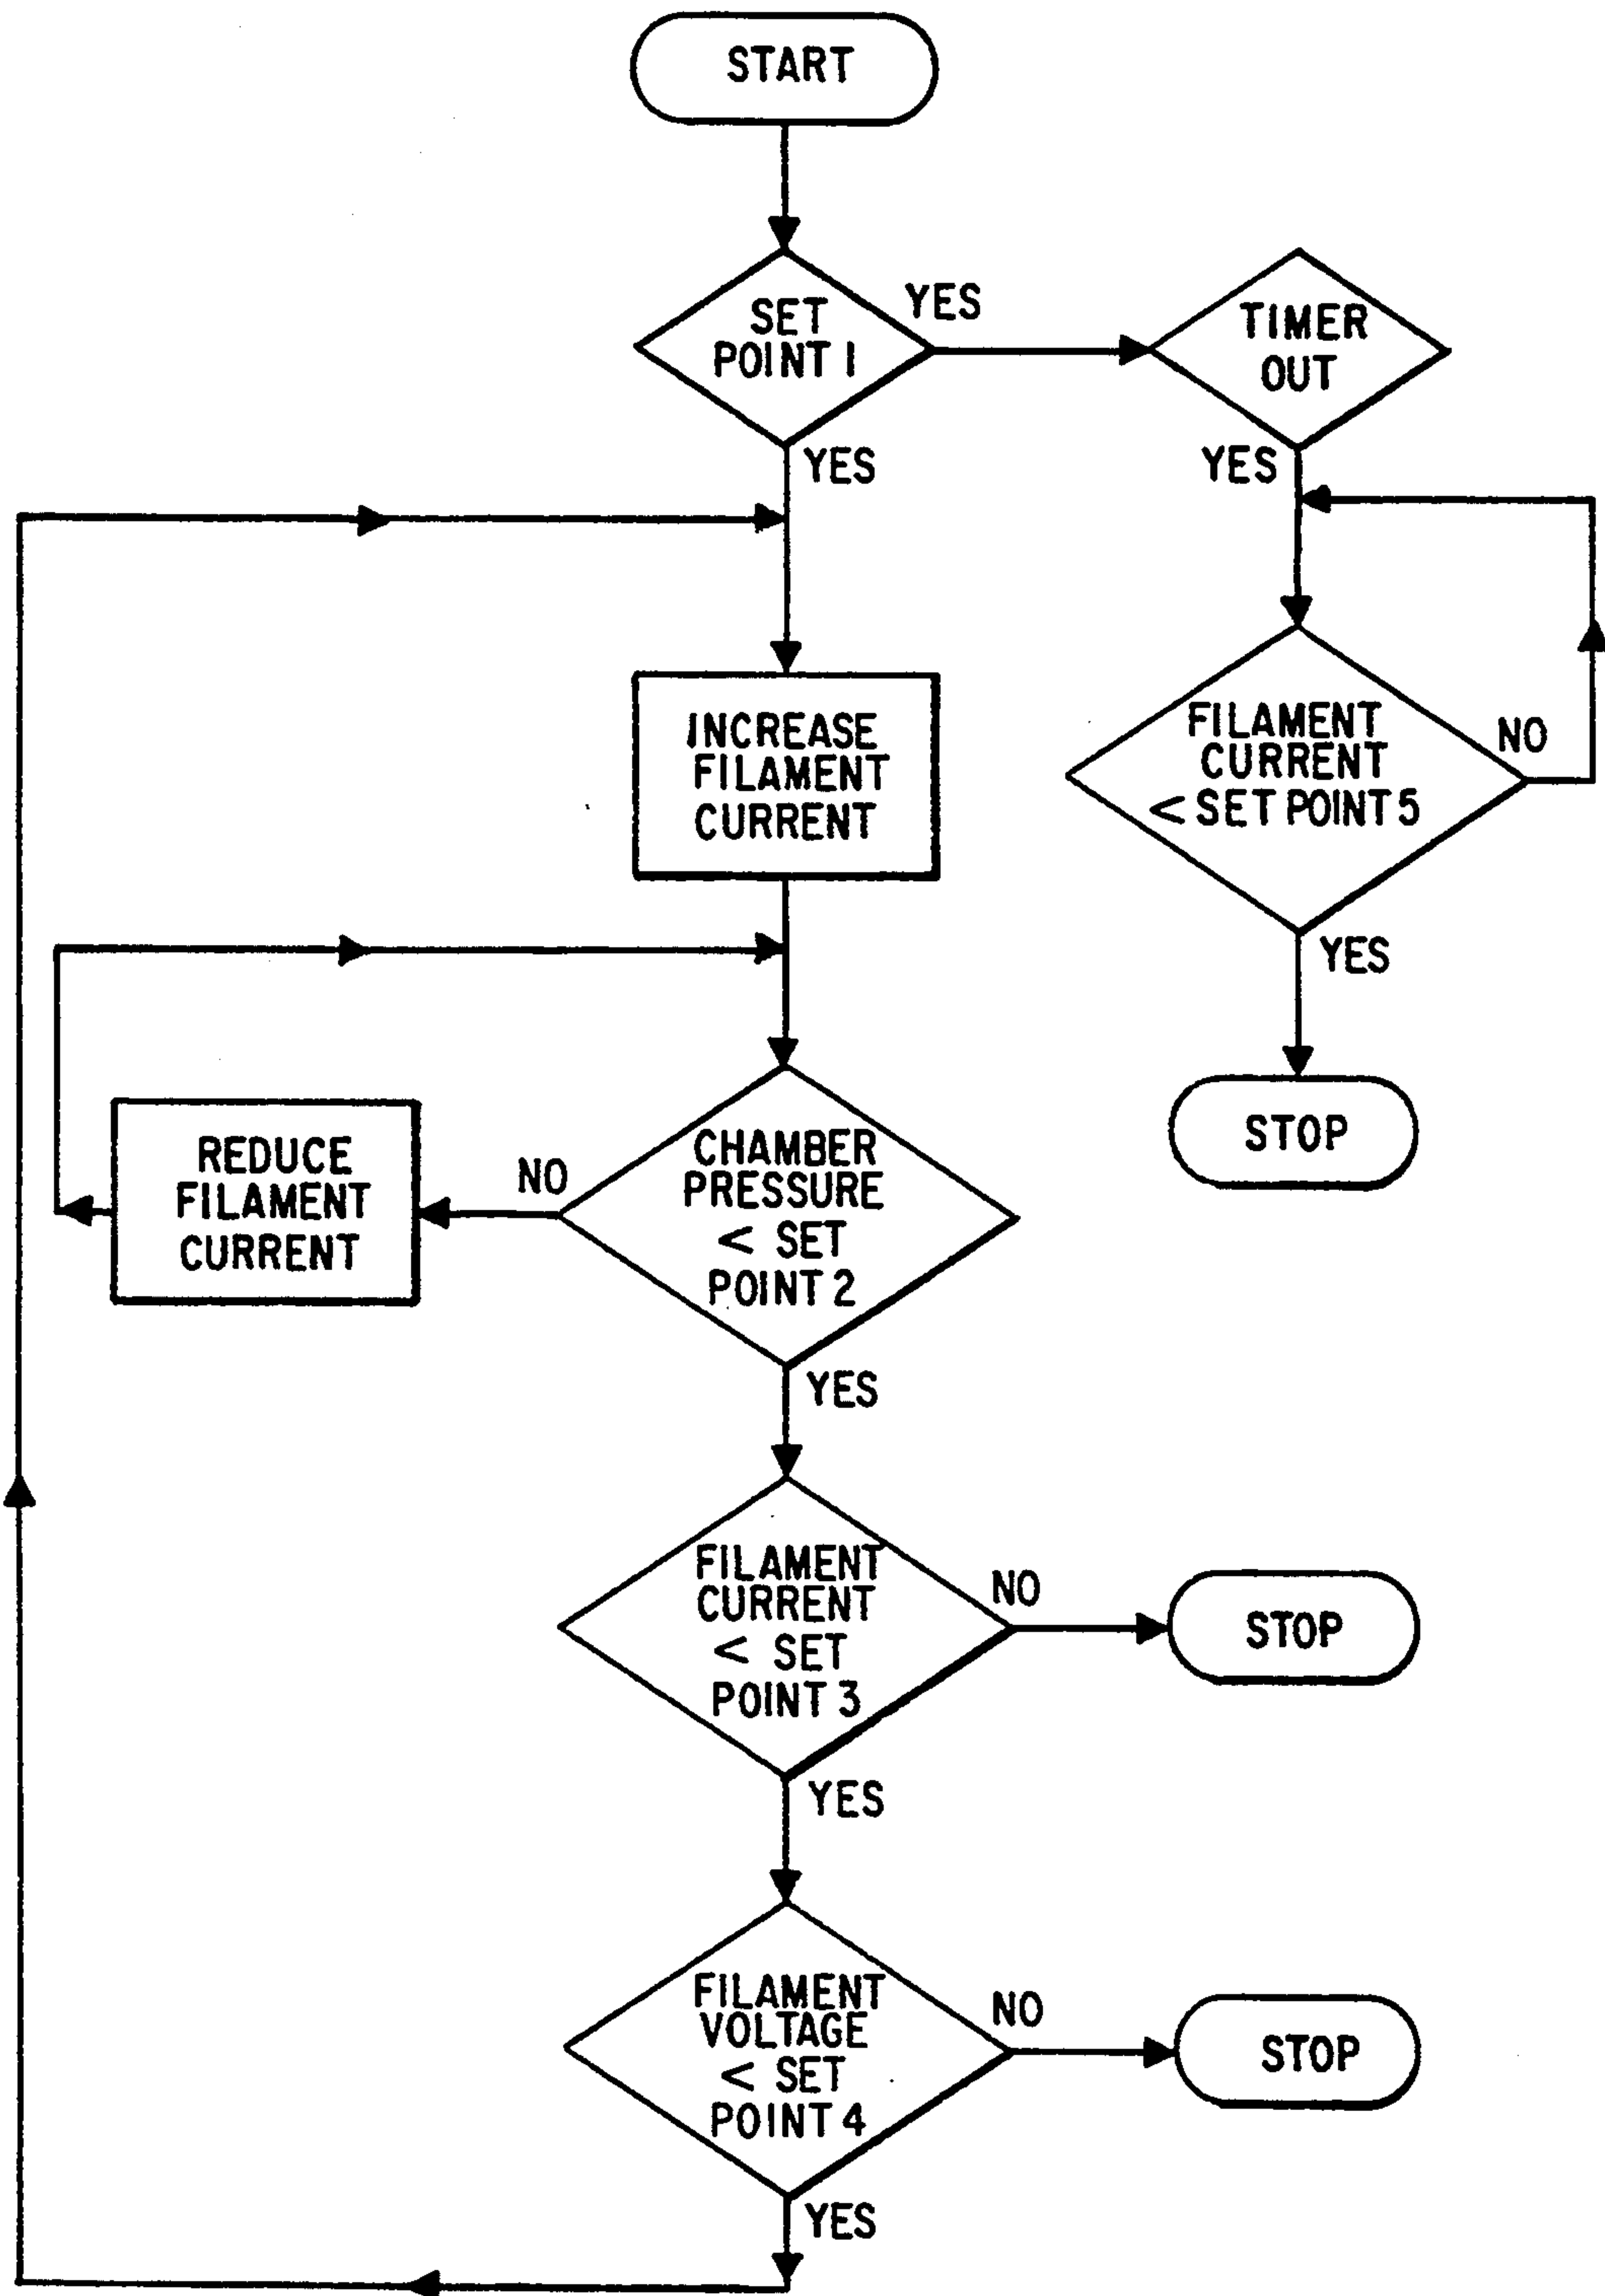 START
SET
POINT 1
YES
TIMER
OUT
YES
YES
INCREASE
FILAMENT
CURRENT
FILAMENT
CURRENT
< SET POINT 5
NO
YES
STOP
REDUCE
FILAMENT
CURRENT
NO
CHAMBER
PRESSURE
< SET
POINT 2
YES
FILAMENT
CURRENT
< SET
POINT 3
NO
STOP
YES
FILAMENT
VOLTAGE
< SET
POINT 4
NO
STOP
YES